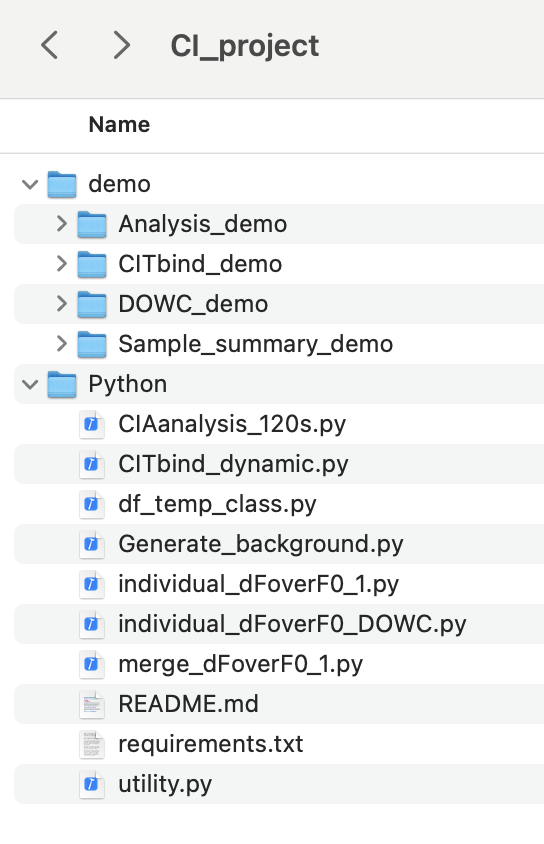 CI_project
Name
demo
Analysis_demo
CITbind_demo
DOWC_demo
Sample_summary_demo
Python
CIAanalysis_120s.py
CITbind_dynamic.py
df_temp_class.py
Generate_background.py
individual_dFoverF0_1.py
individual_dFoverF0_DOWC.py
merge_dFoverF0_1.py
README.md
requirements.txt
utility.py